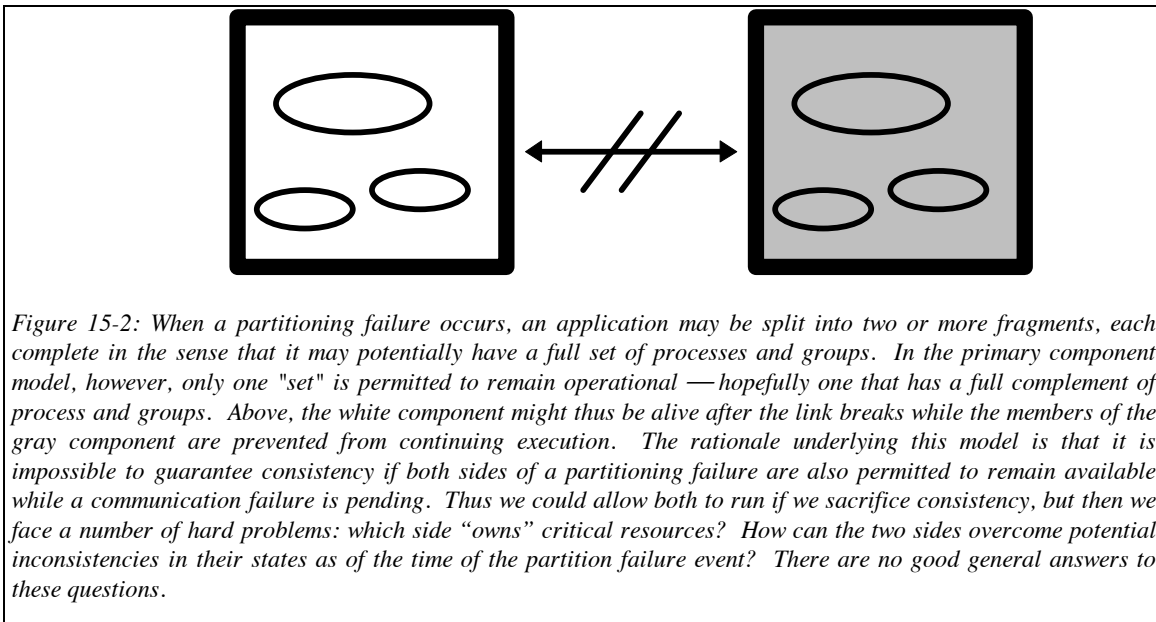 Figure 15-2: When a partitioning failure occurs, an application may be split into two or more fragments, each
complete in the sense that it may potentially have a full set of processes and groups. In the primary component
model, however, only one "set" is permitted to remain operational — hopefully one that has a full complement of
process and groups. Above, the white component might thus be alive after the link breaks while the members of the
gray component are prevented from continuing execution. The rationale underlying this model is that it is
impossible to guarantee consistency if both sides of a partitioning failure are also permitted to remain available
while a communication failure is pending. Thus we could allow both to run if we sacrifice consistency, but then we
face a number of hard problems: which side “owns” critical resources? How can the two sides overcome potential
inconsistencies in their states as of the time of the partition failure event? There are no good general answers to
these questions.